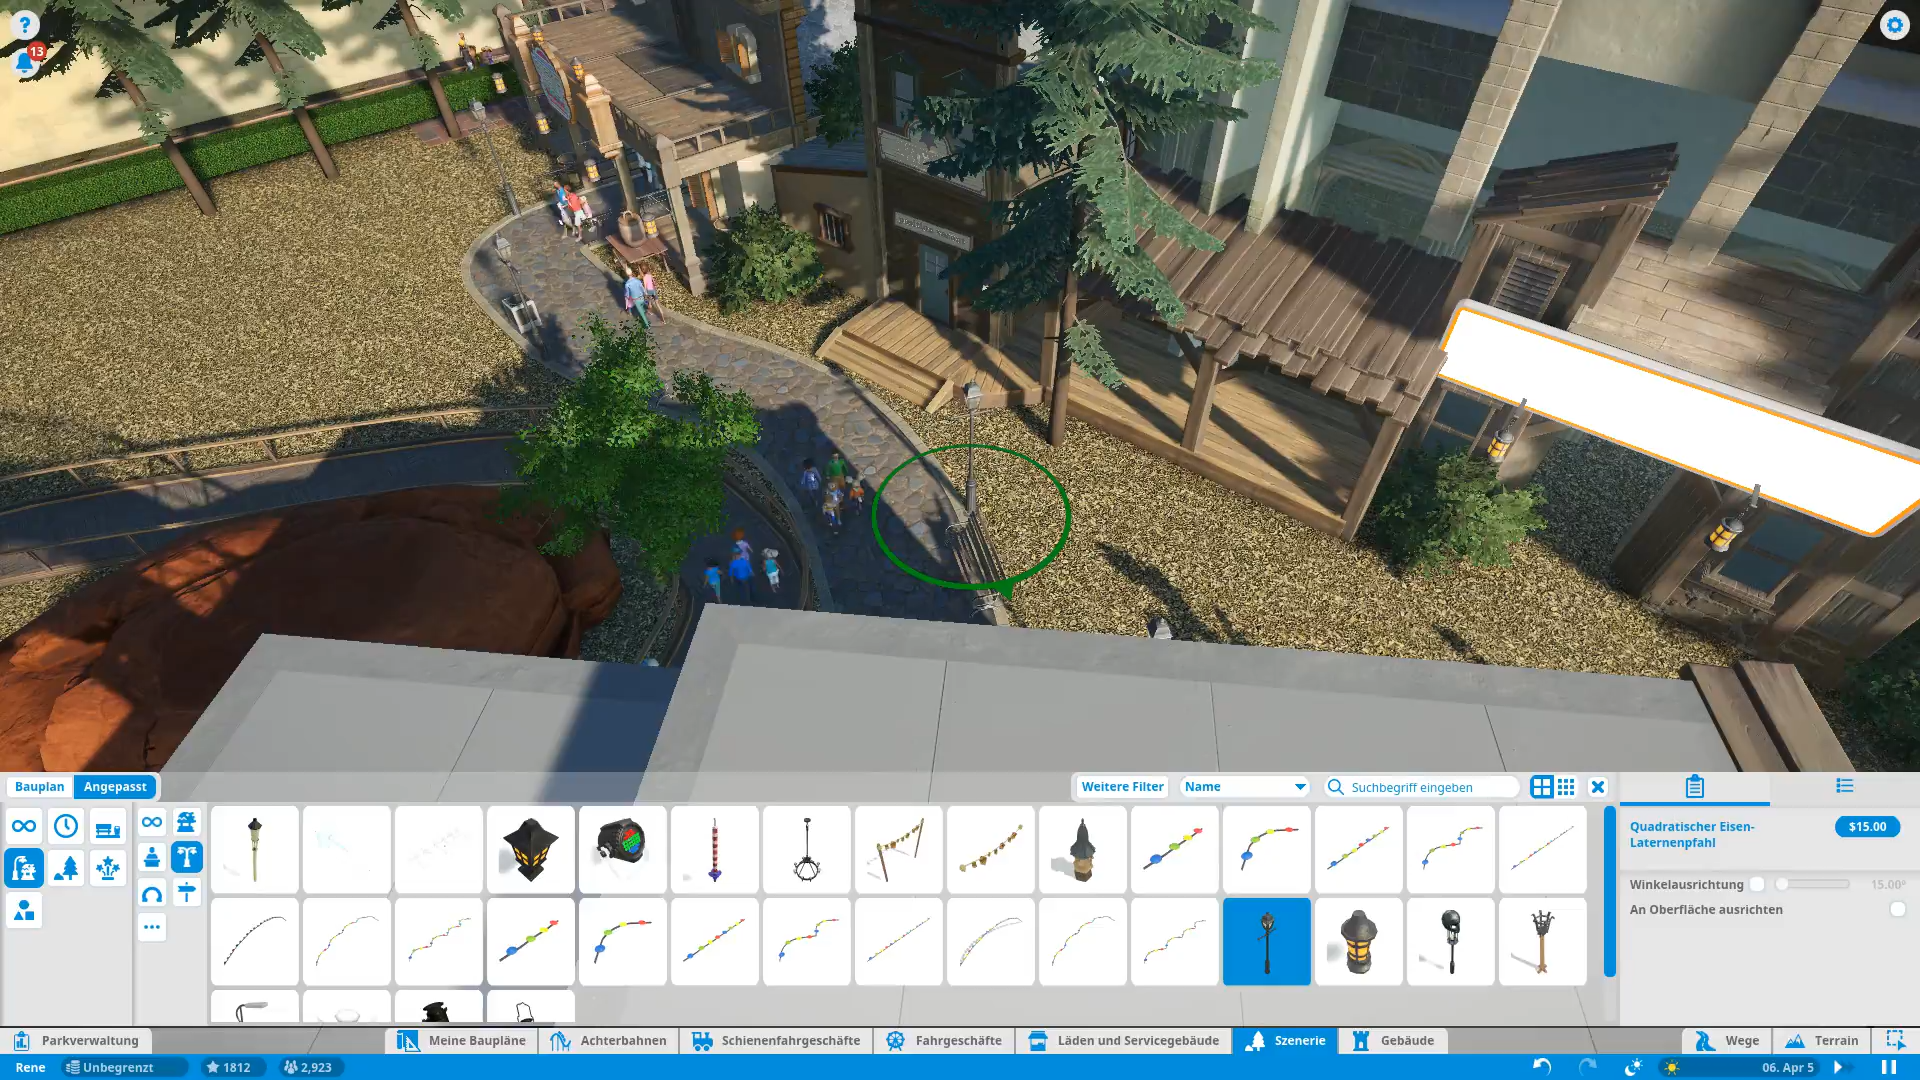 ?
13
Bauplan
Angepasst
Weitere Filter
Name
Suchbegriff eingeben
Quadratischer Eisen-
Laternenpfahl
$15.00
Winkelausrichtung
15.00°
An Oberfläche ausrichten
Parkverwaltung
Meine Baupläne
Achterbahnen
Schienenfahrgeschäfte
Fahrgeschäfte
Läden und Servicegebäude
Szenerie
Gebäude
Wege
Terrain
Rene
Unbegrenzt
1812
2,923
06. Apr 5